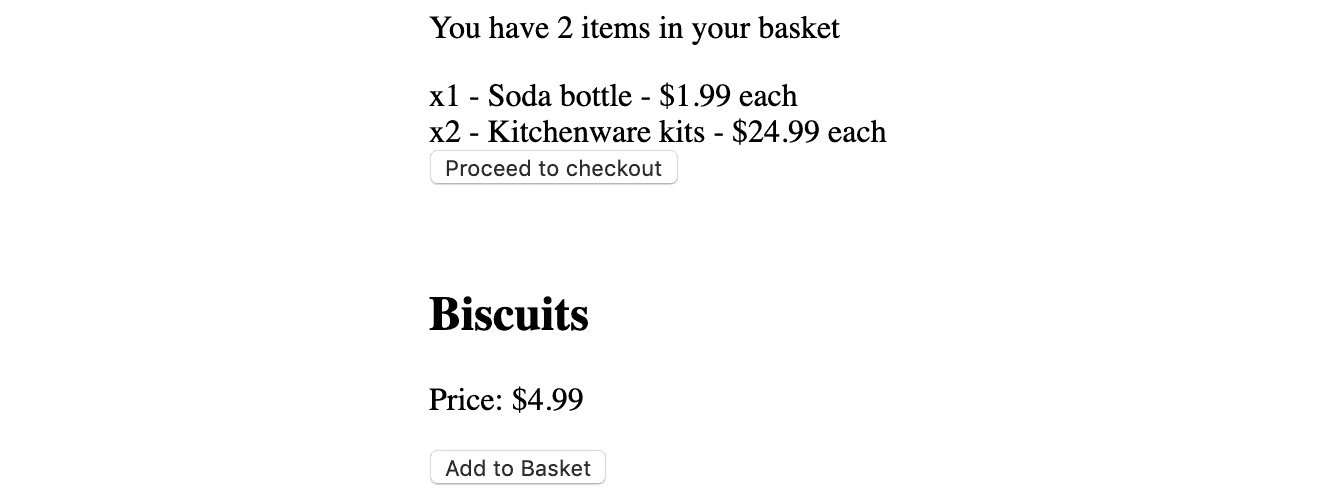 You have 2 items in your basket
x1 - Soda bottle - $1.99 each
x2 - Kitchenware kits - $24.99 each
Proceed to checkout
Biscuits
Price: $4.99
Add to Basket